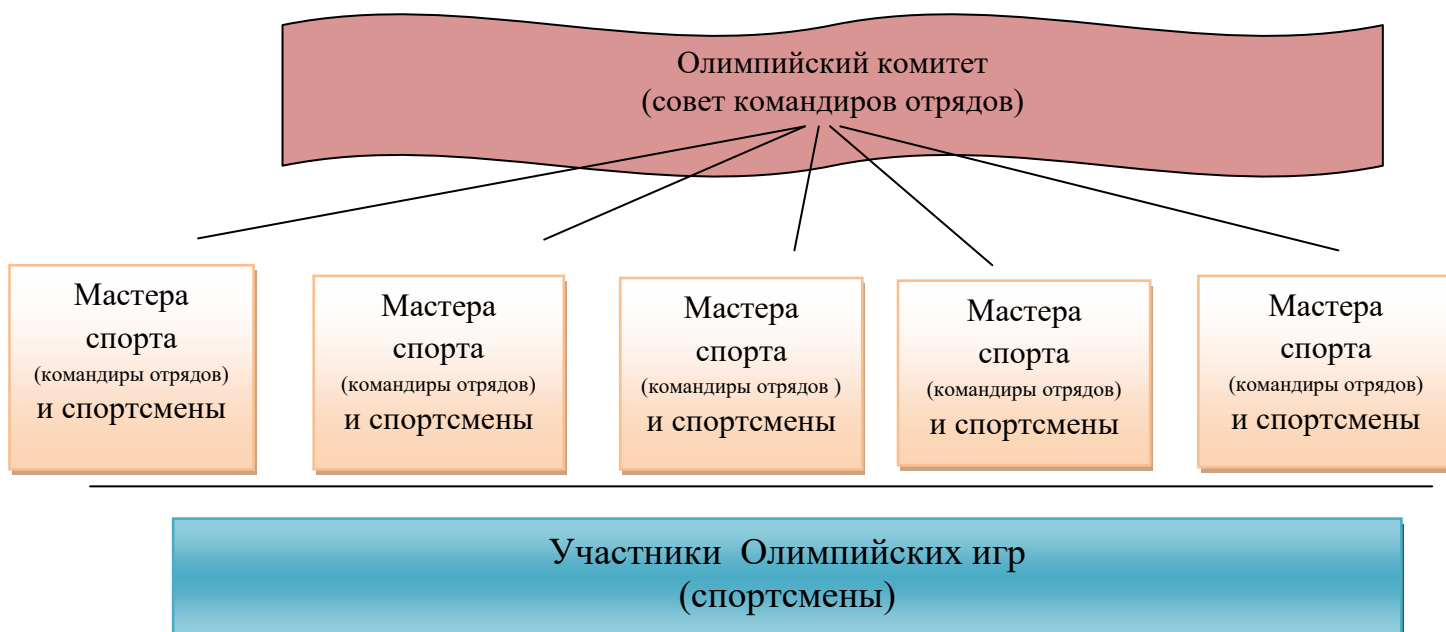 Олимпийский комитет
(совет командиров отрядов)
Мастера
спорта
(командиры отрядов)
и спортсмены
Мастера
спорта
(командиры отрядов)
и спортсмены
Мастера
спорта
(командиры отрядов )
и спортсмены
Мастера
спорта
(командиры отрядов)
и спортсмены
Мастера
спорта
(командиры отрядов)
и спортсмены
Участники Олимпийских игр
(спортсмены)